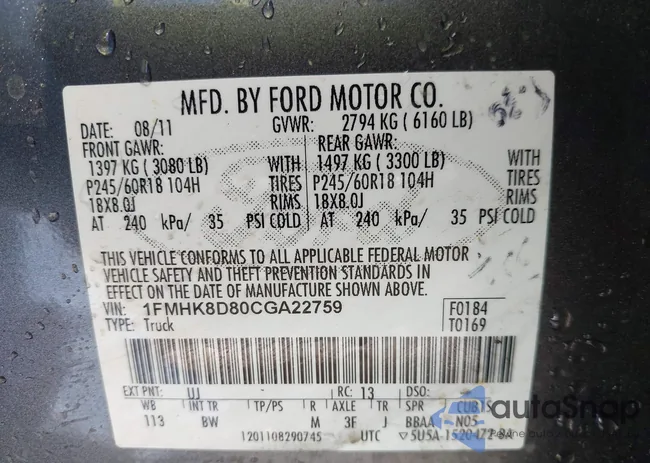 MFD. BY FORD MOTOR CO.
DATE: 08/11 GVWR: 2794 KG ( 6160 LB)
FRONT GAWR: REAR GAWR:
1397 KG ( 3080 LB) WITH 1497 KG ( 3300 LB) WITH
P245/60R18 104H TIRES P245/60R18 104H TIRES
18X8.0J RIMS 18X8.0J RIMS
AT 240 kPa/ 35 PSI COLD AT 240 kPa/ 35 PSI COLD
THIS VEHICLE CONFORMS TO ALL APPLICABLE FEDERAL MOTOR
VEHICLE SAFETY AND THEFT PREVENTION STANDARDS IN
EFFECT ON THE DATE OF MANUFACTURE SHOWN ABOVE.
VIN: 1FMHK8D80CGA22759 F0184
TYPE: Truck T0169
EXT PNT: UJ RC: 13 DSO:
WB INT TR TP/PS R AXLE TR SPR
113 BW M 3F J BBAA N05
1201108290745 UTC 5U5A-1520472-BA
autoSnap